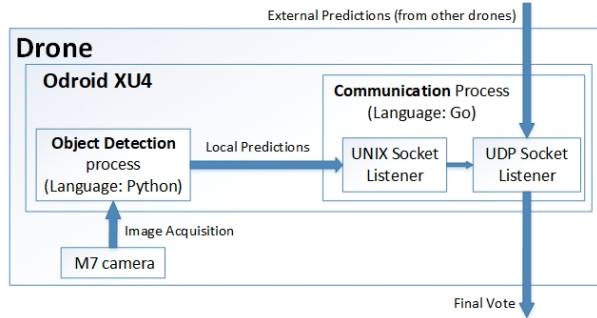 External Predictions (from other drones)
Drone
Odroid XU4
Communication Process
(Language: Go)
Object Detection
process
(Language: Python)
Local Predictions
UNIX Socket
Listener
UDP Socket
Listener
Image Acquisition
M7 camera
Final Vote